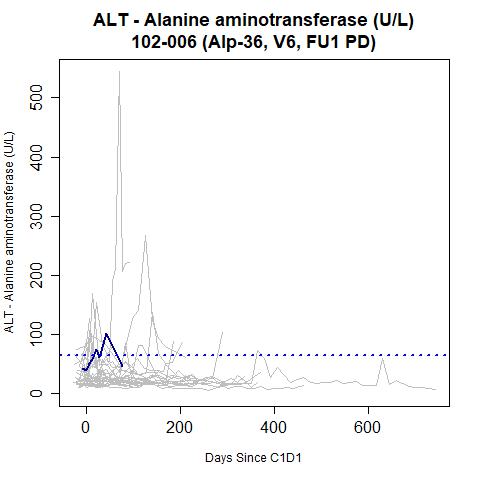 ALT - Alanine aminotransferase (U/L)
102-006 (Alp-36, V6, FU1 PD)
ALT - Alanine aminotransferase (U/L)
500
400
300
200
100
0
0 200 400 600
Days Since C1D1